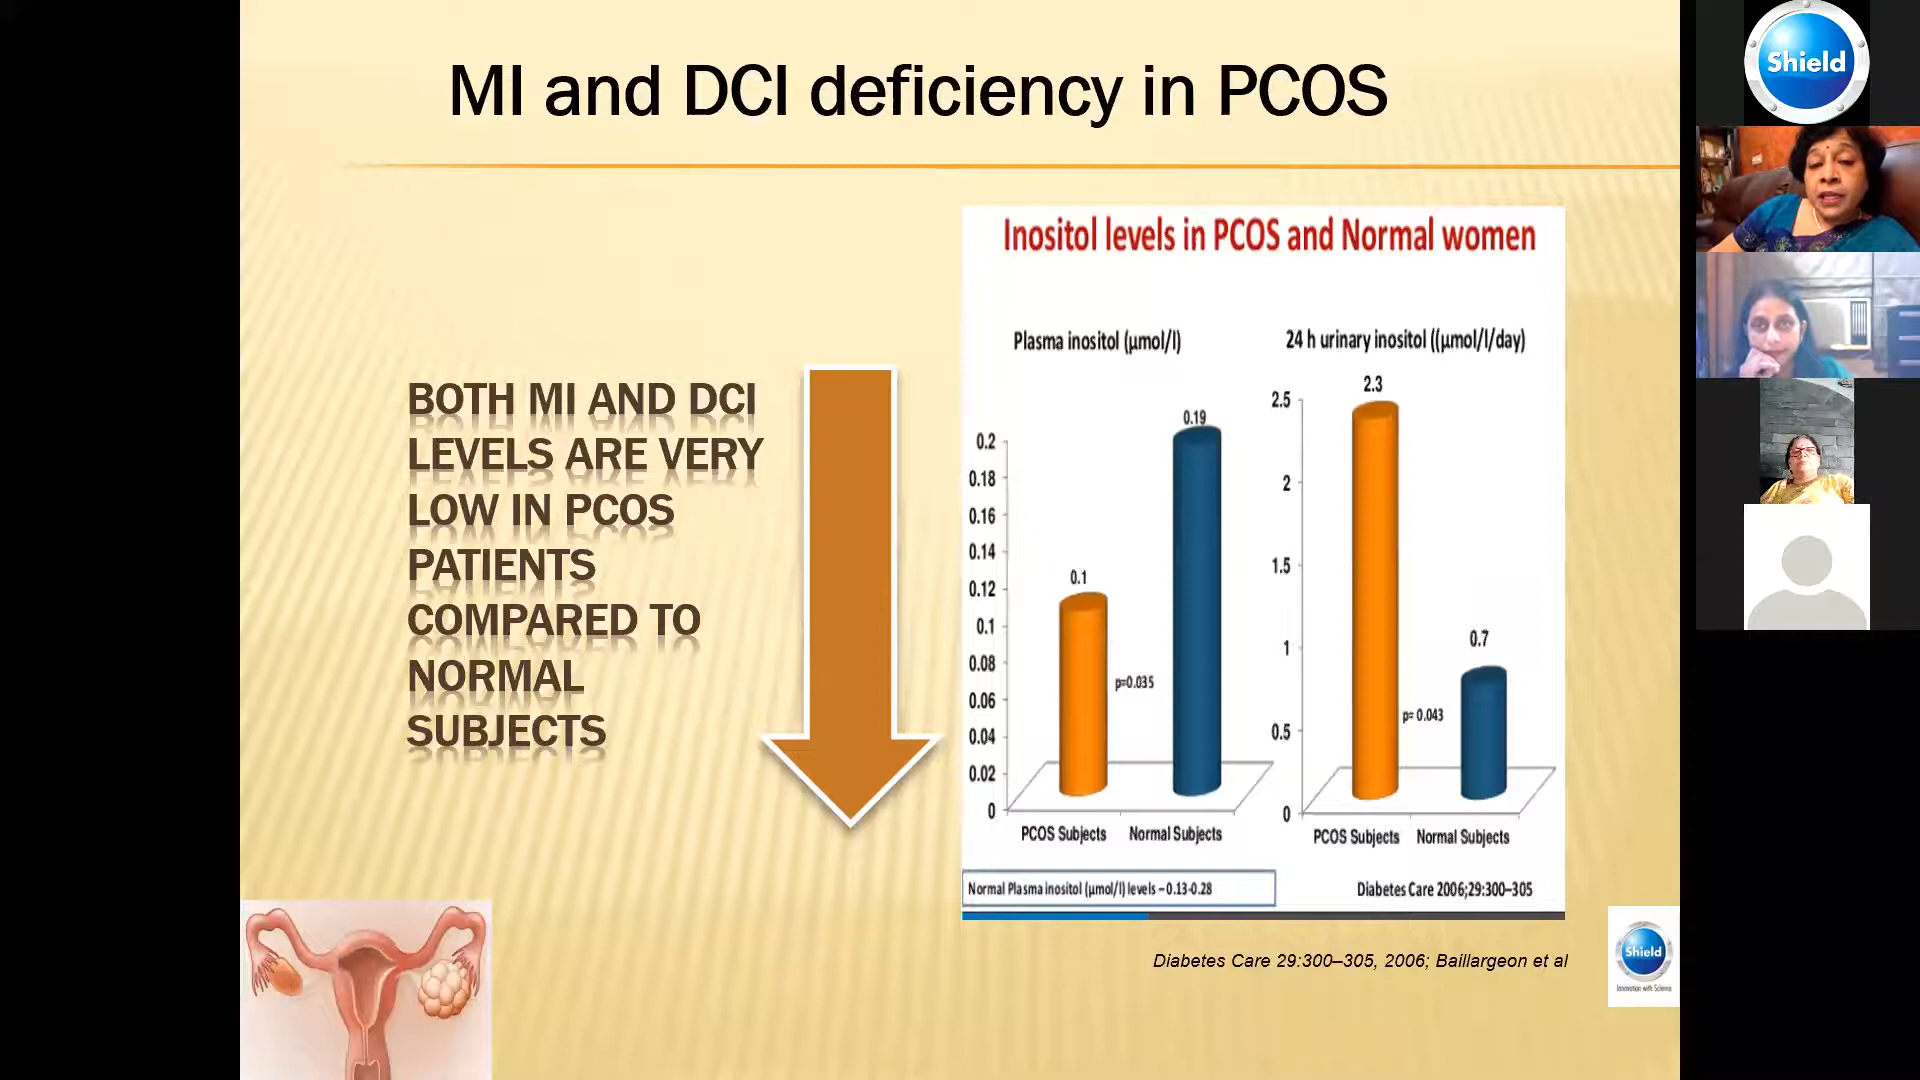 MI and DCI deficiency in PCOS
BOTH MI AND DCI
LEVELS ARE VERY
LOW IN PCOS
PATIENTS
COMPARED TO
NORMAL
SUBJECTS
Inositol levels in PCOS and Normal women
Plasma inositol (µmol/l)
0.2
0.18
0.16
0.14
0.12
0.1
0.08
0.06
0.04
0.02
0
0.1
0.19
p=0.035
PCOS Subjects Normal Subjects
24 h urinary inositol ((µmol/l/day)
2.5
2
1.5
1
0.5
0
2.3
0.7
p= 0.043
PCOS Subjects Normal Subjects
Normal Plasma inositol (µmol/l) levels – 0.13-0.28
Diabetes Care 2006;29:300–305
Diabetes Care 29:300–305, 2006; Baillargeon et al
Shield
Innovation with Science
Shield